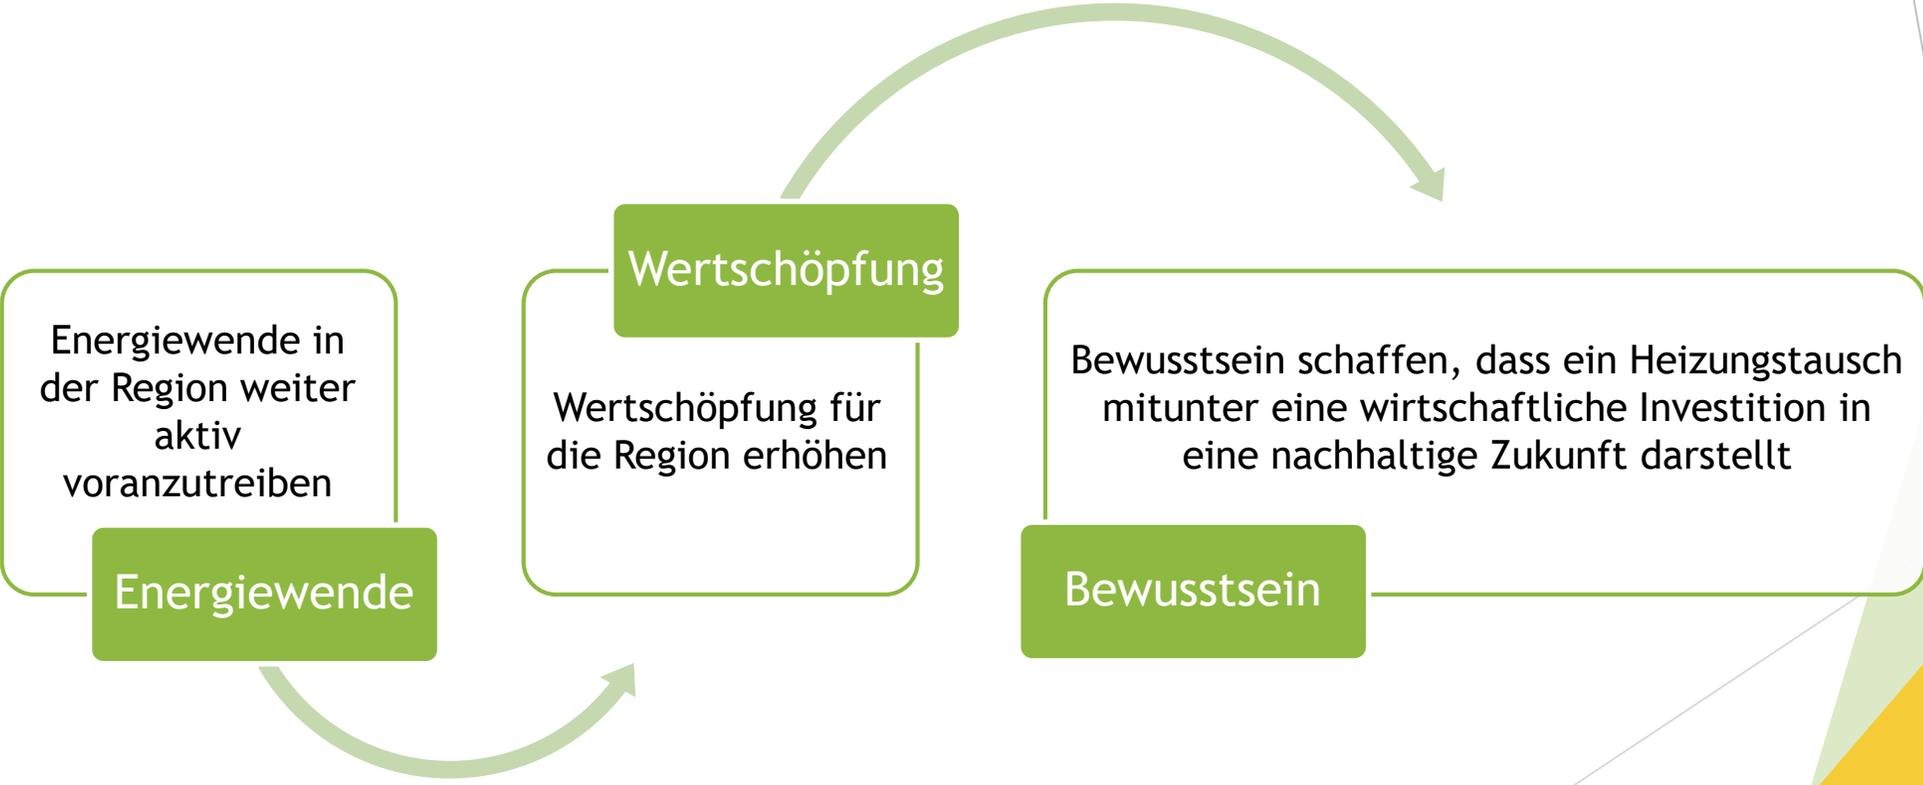 Energiewende in
der Region weiter
aktiv
voranzutreiben
Energiewende
Wertschöpfung
Wertschöpfung für
die Region erhöhen
Bewusstsein schaffen, dass ein Heizungstausch
mitunter eine wirtschaftliche Investition in
eine nachhaltige Zukunft darstellt
Bewusstsein